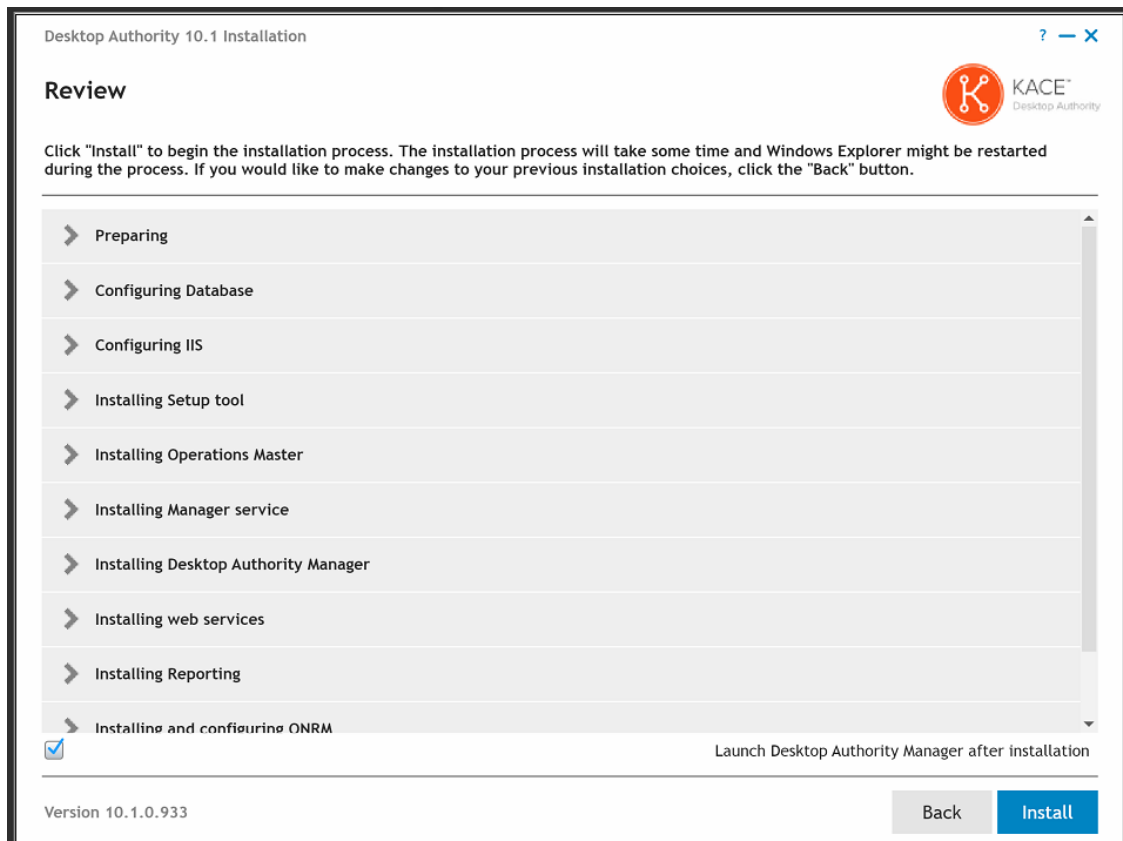 Desktop Authority 10.1 Installation
?
Review
KACE™
Desktop Authority
Click "Install" to begin the installation process. The installation process will take some time and Windows Explorer might be restarted
during the process. If you would like to make changes to your previous installation choices, click the "Back" button.
Preparing
Configuring Database
Configuring IIS
Installing Setup tool
Installing Operations Master
Installing Manager service
Installing Desktop Authority Manager
Installing web services
Installing Reporting
Installing and configuring ONRM
Launch Desktop Authority Manager after installation
Version 10.1.0.933
Back
Install